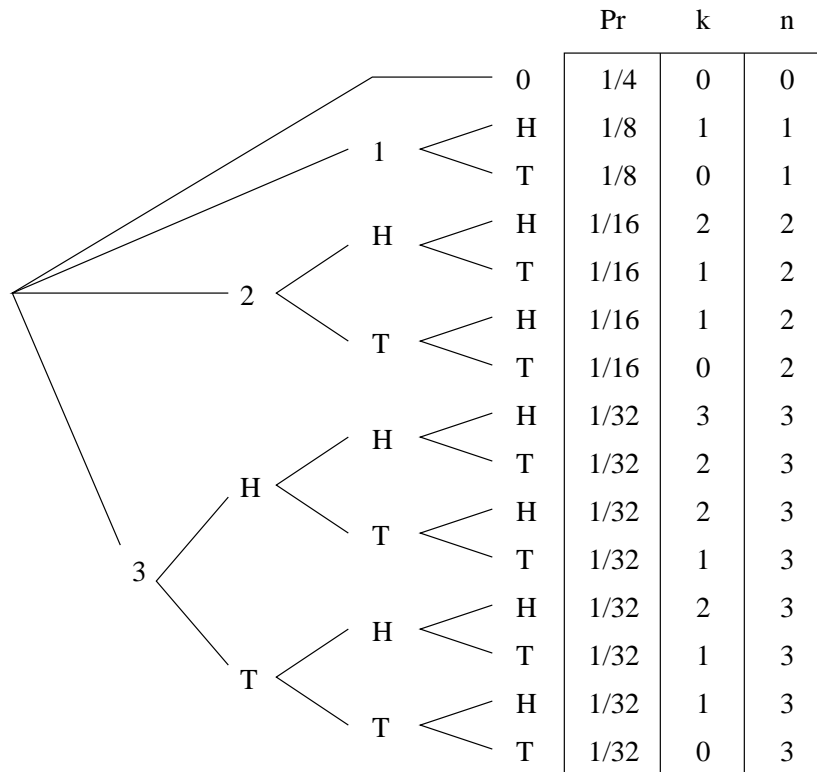 Pr k n
0 1/4 0 0
H 1/8 1 1
1
T 1/8 0 1
H H 1/16 2 2
T 1/16 1 2
2
H 1/16 1 2
T
T 1/16 0 2
H 1/32 3 3
H
T 1/32 2 3
H
H 1/32 2 3
T
T 1/32 1 3
3
H 1/32 2 3
H
T 1/32 1 3
T
H 1/32 1 3
T
T 1/32 0 3